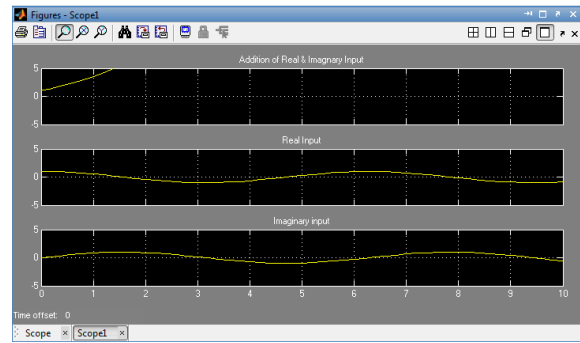 Figures - Scope1
Addition of Real & Imagnary Input
5
0
-5
Real Input
5
0
-5
Imaginary input
5
0
-5
0 1 2 3 4 5 6 7 8 9 10
Time offset: 0
Scope × Scope1 ×